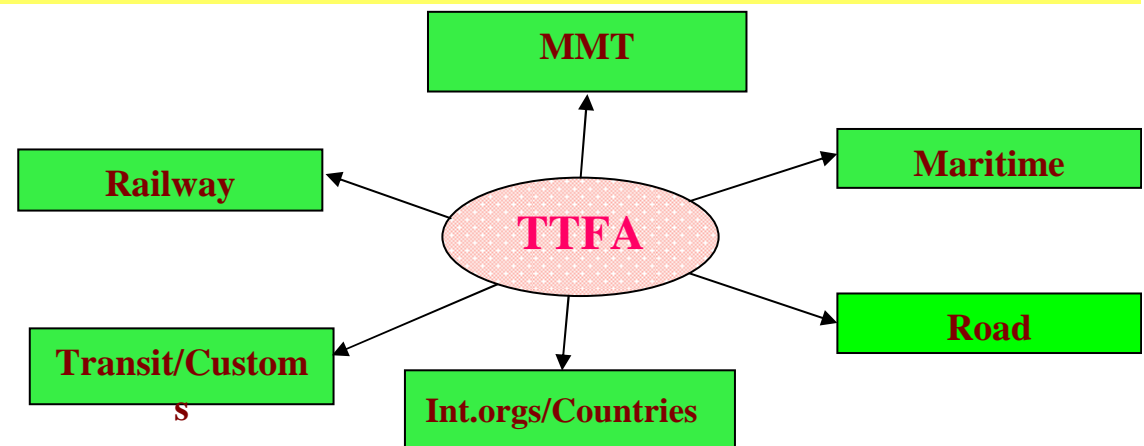 MMT
Railway
Maritime
TTFA
Transit/Custom
s
Road
Int.orgs/Countries